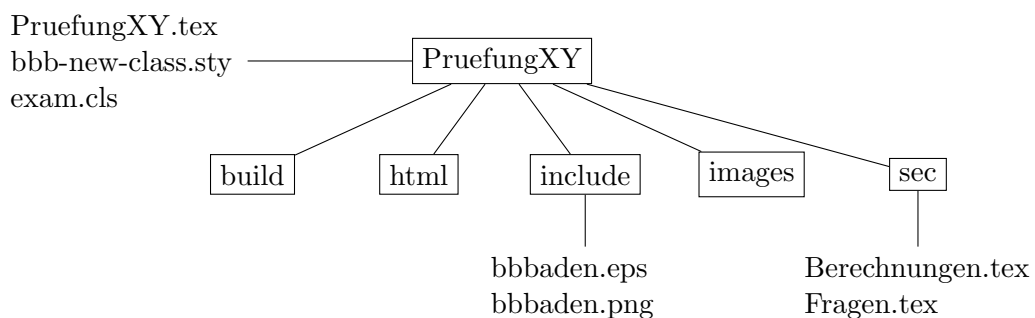 PruefungXY.tex
bbb-new-class.sty
exam.cls
PruefungXY
build
html
include
images
sec
bbbaden.eps
bbbaden.png
Berechnungen.tex
Fragen.tex